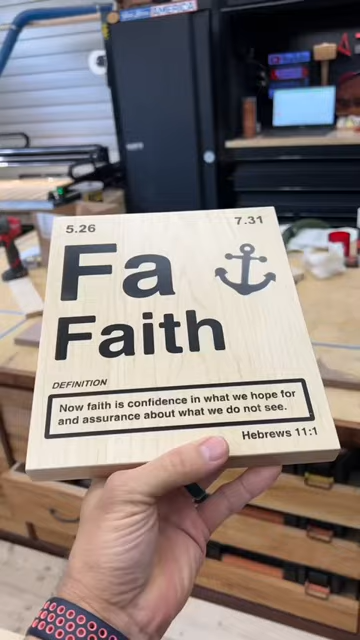 AMERICA
5.26 7.31
Fa
Faith
DEFINITION
Now faith is confidence in what we hope for
and assurance about what we do not see.
Hebrews 11:1